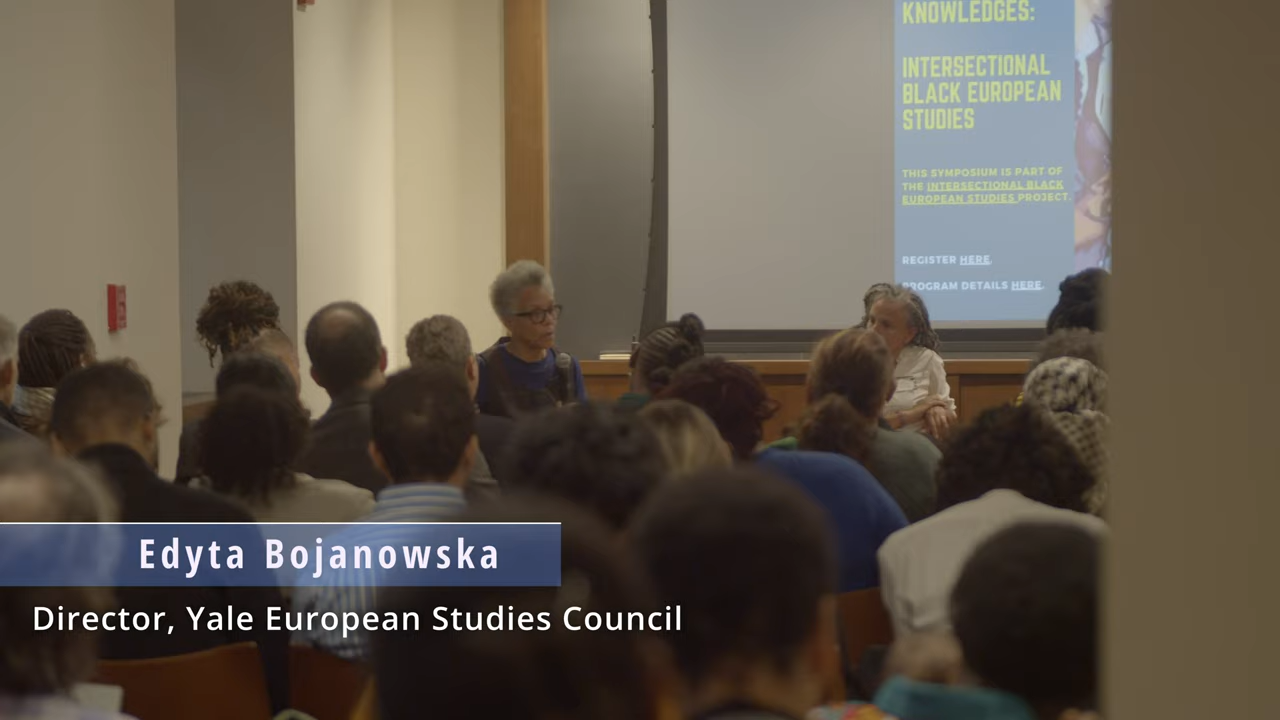 KNOWLEDGES:
INTERSECTIONAL
BLACK EUROPEAN
STUDIES
THIS SYMPOSIUM IS PART OF
THE INTERSECTIONAL BLACK
EUROPEAN STUDIES PROJECT.
REGISTER HERE.
PROGRAM DETAILS HERE.
Edyta Bojanowska
Director, Yale European Studies Council